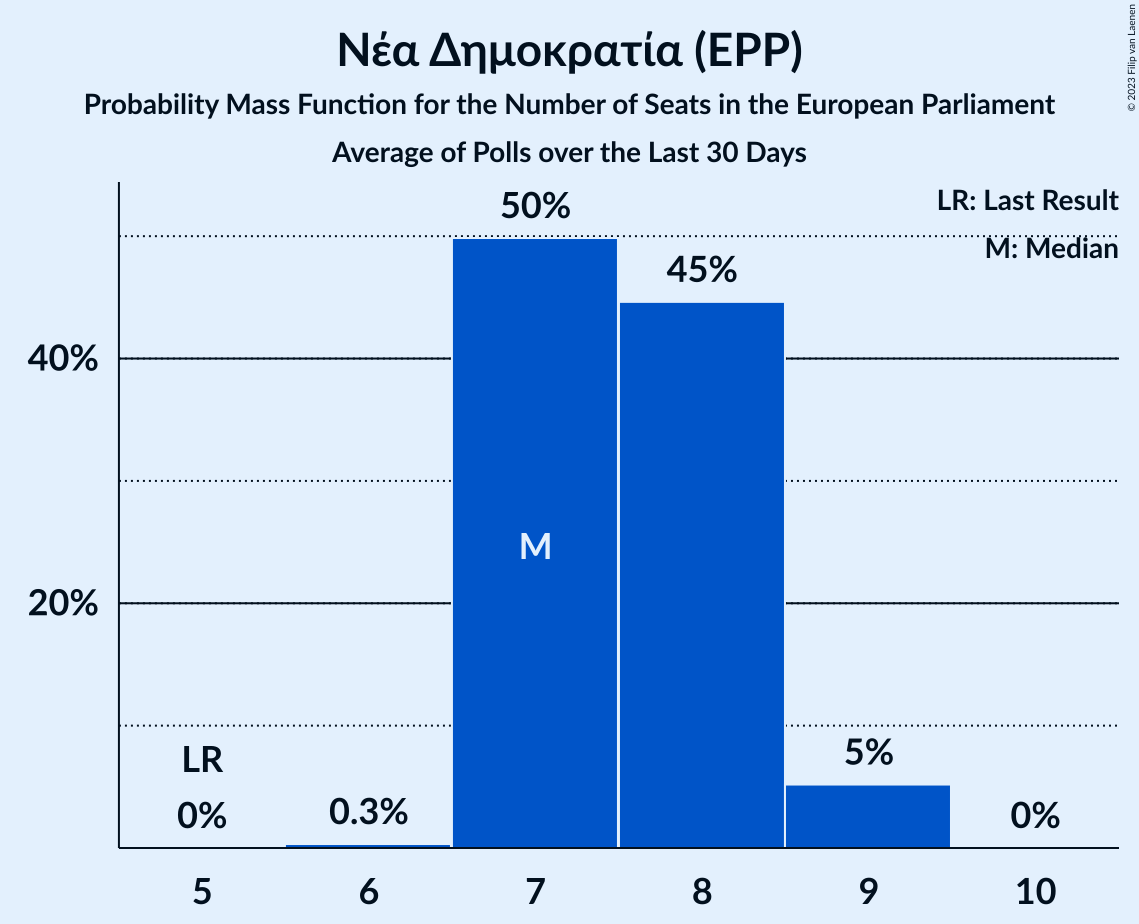 Νέα Δημοκρατία (EPP)
Probability Mass Function for the Number of Seats in the European Parliament
Average of Polls over the Last 30 Days
© 2023 Filip van Laenen
LR: Last Result
M: Median
50%
45%
40%
M
20%
LR
0%
0.3%
5%
0%
5 6 7 8 9 10